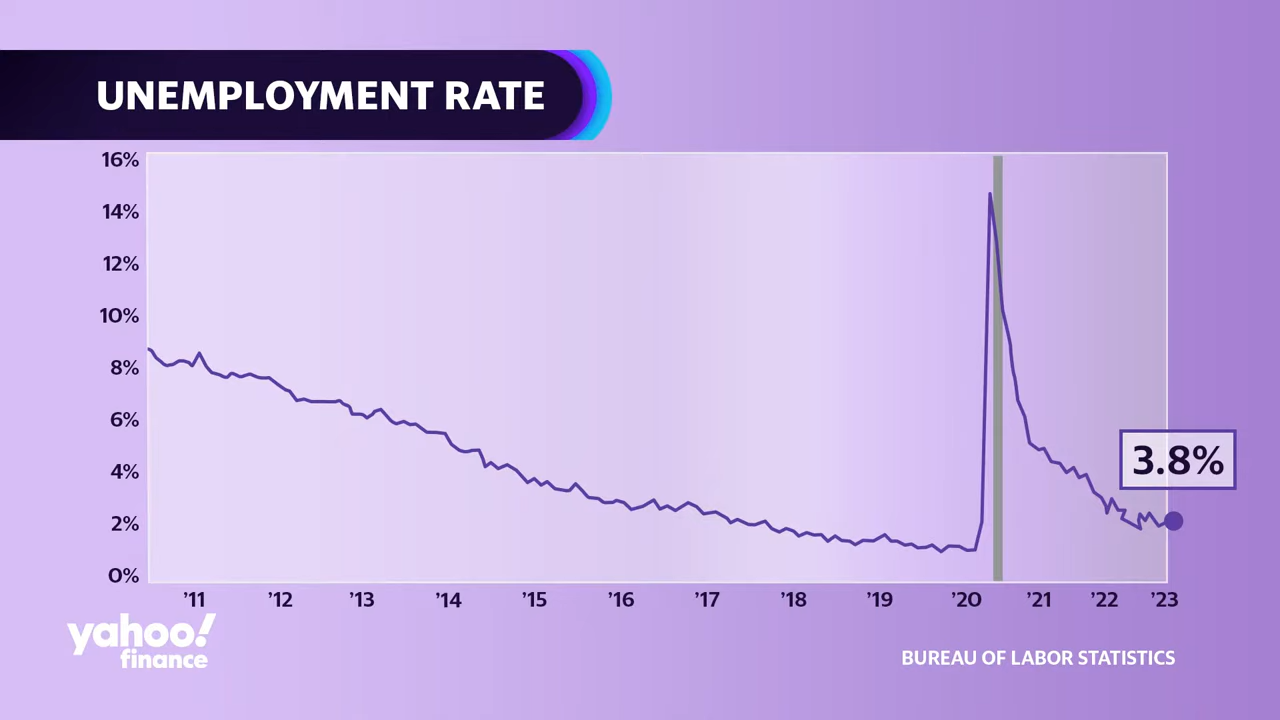 UNEMPLOYMENT RATE
16%
14%
12%
10%
8%
6%
4%
2%
0%
3.8%
’11 ’12 ’13 ’14 ’15 ’16 ’17 ’18 ’19 ’20 ’21 ’22 ’23
yahoo!
finance
BUREAU OF LABOR STATISTICS